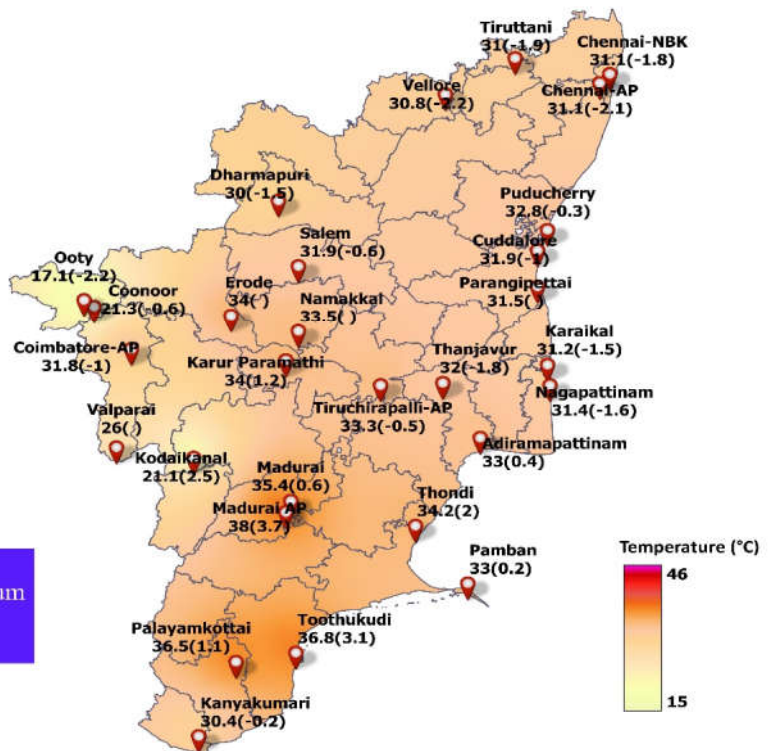 Tiruttani
31(-1.9)
Chennai-NBK
31.1(-1.8)
Vellore
30.8(-2.2)
Chennai-AP
31.1(-2.1)
Dharmapuri
30(-1.5)
Puducherry
32.8(-0.3)
Salem
31.9(-0.6)
Cuddalore
31.9(-1)
Ooty
17.1(-2.2)
Coonoor
21.3(-0.6)
Erode
34( )
Namakkal
33.5( )
Parangipettai
31.5( )
Karaikal
31.2(-1.5)
Coimbatore-AP
31.8(-1)
Karur Paramathi
34(1.2)
Thanjavur
32(-1.8)
Nagapattinam
31.4(-1.6)
Valparai
26( )
Tiruchirapalli-AP
33.3(-0.5)
Adiramapattinam
33(0.4)
Kodaikanal
21.1(2.5)
Madurai
35.4(0.6)
Madurai AP
38(3.7)
Thondi
34.2(2)
Pamban
33(0.2)
Temperature (°C)
46
15
Palayamkottai
36.5(1.1)
Toothukudi
36.8(3.1)
Kanyakumari
30.4(-0.2)